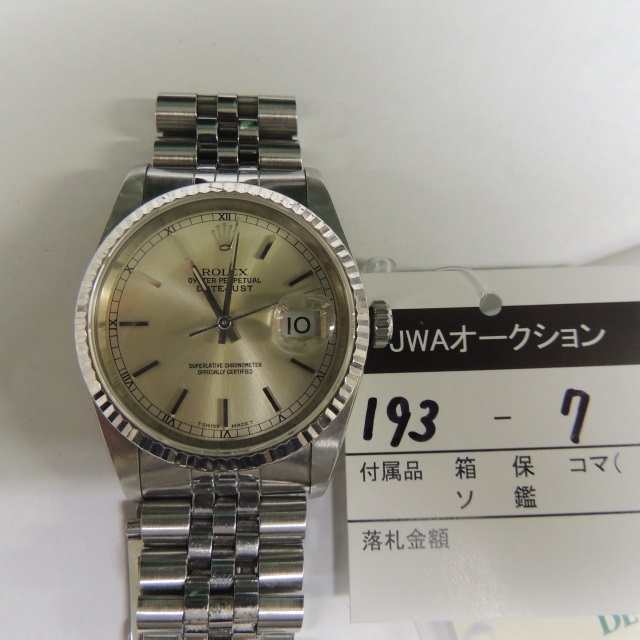 XII
ROLEX
OYSTER PERPETUAL
DATEJUST
10
SUPERLATIVE CHRONOMETER
OFFICIALLY CERTIFIED
JWAオークション
193 - 7
付属品 箱 保 コマ(
ソ 鑑
落札金額